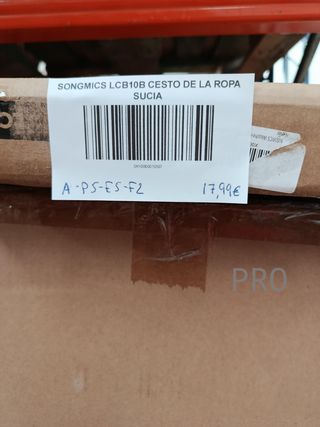 SONGMICS LCB10B CESTO DE LA ROPA
SUCIA
A-P5-E5-F2
17,99€
PRO